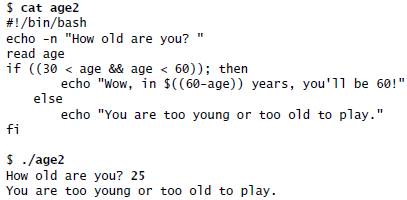 $ cat age2
#!/bin/bash
echo -n "How old are you? "
read age
if ((30 < age && age < 60)); then
        echo "Wow, in $((60-age)) years, you'll be 60!"
    else
        echo "You are too young or too old to play."
fi

$ ./age2
How old are you? 25
You are too young or too old to play.